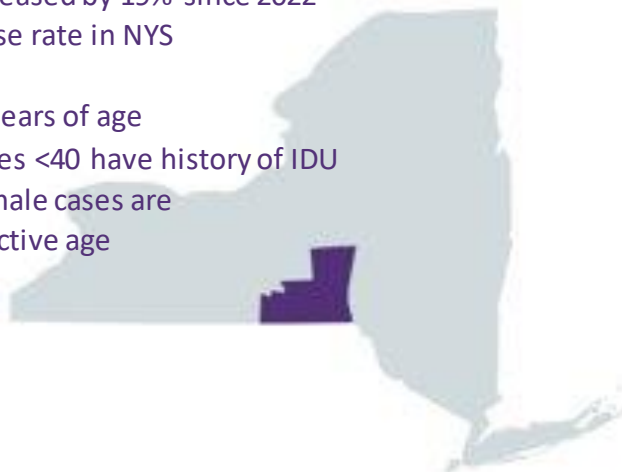 eased by since 2022
se rate in NYS
ears of age
es <40 have history of IDU
nale cases are
ctive age